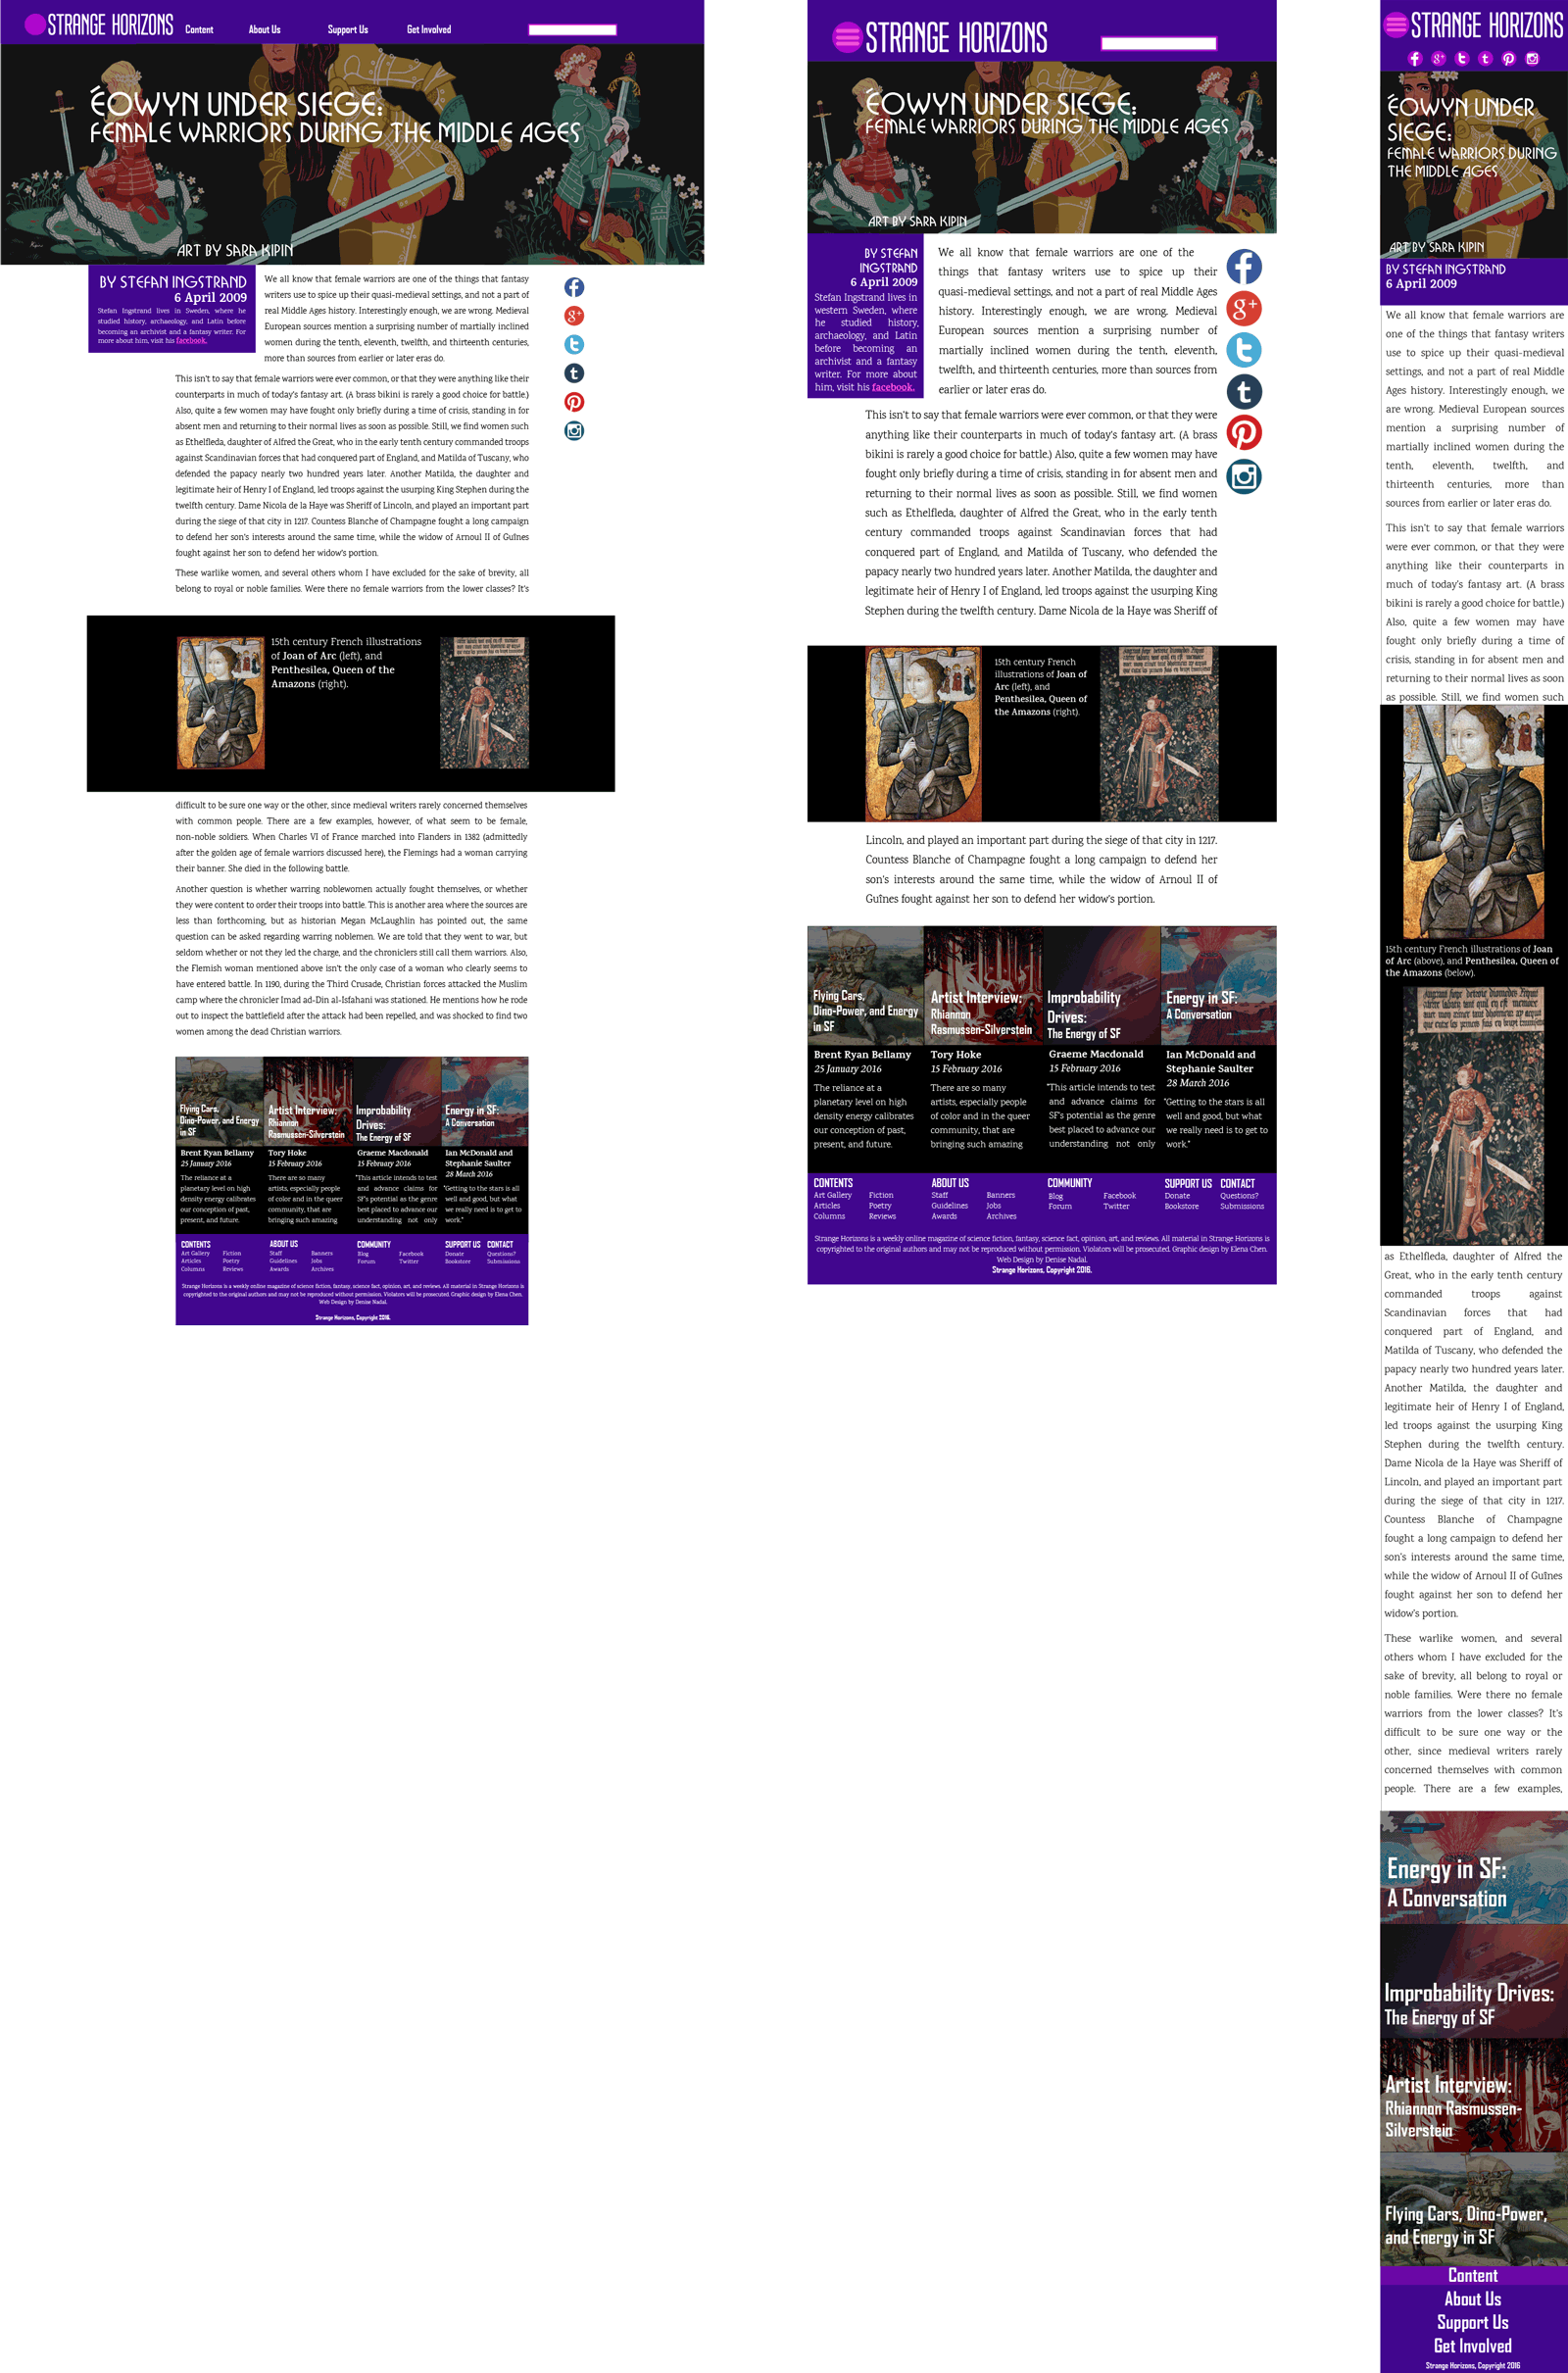 STRANGE HORIZONS
Content
About Us
Support Us
Get Involved
ÉOWYN UNDER SIEGE:
FEMALE WARRIORS DURING THE MIDDLE AGES
ART BY SARA KIPIN
BY STEFAN INGSTRAND
6 April 2009
Stefan Ingstrand lives in Sweden, where he
studied history, archaeology, and Latin before
becoming an archivist and a fantasy writer. For
more about him, visit his facebook.
We all know that female warriors are one of the things that fantasy
writers use to spice up their quasi-medieval settings, and not a part of
real Middle Ages history. Interestingly enough, we are wrong. Medieval
European sources mention a surprising number of martially inclined
women during the tenth, eleventh, twelfth, and thirteenth centuries,
more than sources from earlier or later eras do.
This isn't to say that female warriors were ever common, or that they were anything like their
counterparts in much of today's fantasy art. (A brass bikini is rarely a good choice for battle.)
Also, quite a few women may have fought only briefly during a time of crisis, standing in for
absent men and returning to their normal lives as soon as possible. Still, we find women such
as Ethelfleda, daughter of Alfred the Great, who in the early tenth century commanded troops
against Scandinavian forces that had conquered part of England, and Matilda of Tuscany, who
defended the papacy nearly two hundred years later. Another Matilda, the daughter and
legitimate heir of Henry I of England, led troops against the usurping King Stephen during the
twelfth century. Dame Nicola de la Haye was Sheriff of Lincoln, and played an important part
during the siege of that city in 1217. Countess Blanche of Champagne fought a long campaign
to defend her son's interests around the same time, while the widow of Arnoul II of Guînes
fought against her son to defend her widow's portion.
These warlike women, and several others whom I have excluded for the sake of brevity, all
belong to royal or noble families. Were there no female warriors from the lower classes? It's
15th century French illustrations
of Joan of Arc (left), and
Penthesilea, Queen of the
Amazons (right).
difficult to be sure one way or the other, since medieval writers rarely concerned themselves
with common people. There are a few examples, however, of what seem to be female,
non-noble soldiers. When Charles VI of France marched into Flanders in 1382 (admittedly
after the golden age of female warriors discussed here), the Flemings had a woman carrying
their banner. She died in the following battle.
Another question is whether warring noblewomen actually fought themselves, or whether
they were content to order their troops into battle. This is another area where the sources are
less than forthcoming, but as historian Megan McLaughlin has pointed out, the same
question can be asked regarding warring noblemen. We are told that they went to war, but
seldom whether or not they led the charge, and the chroniclers still call them warriors. Also,
the Flemish woman mentioned above isn't the only case of a woman who clearly seems to
have entered battle. In 1190, during the Third Crusade, Christian forces attacked the Muslim
camp where the chronicler Imad ad-Din al-Isfahani was stationed. He mentions how he rode
out to inspect the battlefield after the attack had been repelled, and was shocked to find two
women among the dead Christian warriors.
Flying Cars,
Dino-Power, and Energy
in SF
Brent Ryan Bellamy
25 January 2016
The reliance at a
planetary level on high
density energy calibrates
our conception of past,
present, and future.
Artist Interview:
Rhiannon
Rasmussen-Silverstein
Tory Hoke
15 February 2016
There are so many
artists, especially people
of color and in the queer
community, that are
bringing such amazing
Improbability
Drives:
The Energy of SF
Graeme Macdonald
15 February 2016
"This article intends to test
and advance claims for
SF's potential as the genre
best placed to advance our
understanding not only
Energy in SF:
A Conversation
Ian McDonald and
Stephanie Saulter
28 March 2016
"Getting to the stars is all
well and good, but what
we really need is to get to
work."
CONTENTS
Art Gallery Fiction
Articles Poetry
Columns Reviews
ABOUT US
Staff Banners
Guidelines Jobs
Awards Archives
COMMUNITY
Blog Facebook
Forum Twitter
SUPPORT US
Donate
Bookstore
CONTACT
Questions?
Submissions
Strange Horizons is a weekly online magazine of science fiction, fantasy, science fact, opinion, art, and reviews. All material in Strange Horizons is
copyrighted to the original authors and may not be reproduced without permission. Violators will be prosecuted. Graphic design by Elena Chen.
Web Design by Denise Nadal.
Strange Horizons, Copyright 2016.
STRANGE HORIZONS
ÉOWYN UNDER SIEGE:
FEMALE WARRIORS DURING THE MIDDLE AGES
ART BY SARA KIPIN
BY STEFAN
INGSTRAND
6 April 2009
Stefan Ingstrand lives in
western Sweden, where
he studied history,
archaeology, and Latin
before becoming an
archivist and a fantasy
writer. For more about
him, visit his facebook.
We all know that female warriors are one of the
things that fantasy writers use to spice up their
quasi-medieval settings, and not a part of real Middle Ages
history. Interestingly enough, we are wrong. Medieval
European sources mention a surprising number of
martially inclined women during the tenth, eleventh,
twelfth, and thirteenth centuries, more than sources from
earlier or later eras do.
This isn't to say that female warriors were ever common, or that they were
anything like their counterparts in much of today's fantasy art. (A brass
bikini is rarely a good choice for battle.) Also, quite a few women may have
fought only briefly during a time of crisis, standing in for absent men and
returning to their normal lives as soon as possible. Still, we find women
such as Ethelfleda, daughter of Alfred the Great, who in the early tenth
century commanded troops against Scandinavian forces that had
conquered part of England, and Matilda of Tuscany, who defended the
papacy nearly two hundred years later. Another Matilda, the daughter and
legitimate heir of Henry I of England, led troops against the usurping King
Stephen during the twelfth century. Dame Nicola de la Haye was Sheriff of
15th century French
illustrations of Joan of
Arc (left), and
Penthesilea, Queen of
the Amazons (right).
Lincoln, and played an important part during the siege of that city in 1217.
Countess Blanche of Champagne fought a long campaign to defend her
son's interests around the same time, while the widow of Arnoul II of
Guînes fought against her son to defend her widow's portion.
Flying Cars,
Dino-Power, and Energy
in SF
Brent Ryan Bellamy
25 January 2016
The reliance at a
planetary level on high
density energy calibrates
our conception of past,
present, and future.
Artist Interview:
Rhiannon
Rasmussen-Silverstein
Tory Hoke
15 February 2016
There are so many
artists, especially people
of color and in the queer
community, that are
bringing such amazing
Improbability
Drives:
The Energy of SF
Graeme Macdonald
15 February 2016
"This article intends to test
and advance claims for
SF's potential as the genre
best placed to advance our
understanding not only
Energy in SF:
A Conversation
Ian McDonald and
Stephanie Saulter
28 March 2016
"Getting to the stars is all
well and good, but what
we really need is to get to
work."
CONTENTS
Art Gallery Fiction
Articles Poetry
Columns Reviews
ABOUT US
Staff Banners
Guidelines Jobs
Awards Archives
COMMUNITY
Blog Facebook
Forum Twitter
SUPPORT US
Donate
Bookstore
CONTACT
Questions?
Submissions
Strange Horizons is a weekly online magazine of science fiction, fantasy, science fact, opinion, art, and reviews. All material in Strange Horizons is
copyrighted to the original authors and may not be reproduced without permission. Violators will be prosecuted. Graphic design by Elena Chen.
Web Design by Denise Nadal.
Strange Horizons, Copyright 2016.
STRANGE HORIZONS
ÉOWYN UNDER
SIEGE:
FEMALE WARRIORS DURING
THE MIDDLE AGES
ART BY SARA KIPIN
BY STEFAN INGSTRAND
6 April 2009
We all know that female warriors are
one of the things that fantasy writers
use to spice up their quasi-medieval
settings, and not a part of real Middle
Ages history. Interestingly enough, we
are wrong. Medieval European sources
mention a surprising number of
martially inclined women during the
tenth, eleventh, twelfth, and
thirteenth centuries, more than
sources from earlier or later eras do.
This isn't to say that female warriors
were ever common, or that they were
anything like their counterparts in
much of today's fantasy art. (A brass
bikini is rarely a good choice for battle.)
Also, quite a few women may have
fought only briefly during a time of
crisis, standing in for absent men and
returning to their normal lives as soon
as possible. Still, we find women such
15th century French illustrations of Joan
of Arc (above), and Penthesilea, Queen of
the Amazons (below).
as Ethelfleda, daughter of Alfred the
Great, who in the early tenth century
commanded troops against
Scandinavian forces that had
conquered part of England, and
Matilda of Tuscany, who defended the
papacy nearly two hundred years later.
Another Matilda, the daughter and
legitimate heir of Henry I of England,
led troops against the usurping King
Stephen during the twelfth century.
Dame Nicola de la Haye was Sheriff of
Lincoln, and played an important part
during the siege of that city in 1217.
Countess Blanche of Champagne
fought a long campaign to defend her
son's interests around the same time,
while the widow of Arnoul II of Guînes
fought against her son to defend her
widow's portion.
These warlike women, and several
others whom I have excluded for the
sake of brevity, all belong to royal or
noble families. Were there no female
warriors from the lower classes? It's
difficult to be sure one way or the
other, since medieval writers rarely
concerned themselves with common
people. There are a few examples,
Energy in SF:
A Conversation
Improbability Drives:
The Energy of SF
Artist Interview:
Rhiannon Rasmussen-
Silverstein
Flying Cars, Dino-Power,
and Energy in SF
Content
About Us
Support Us
Get Involved
Strange Horizons, Copyright 2016